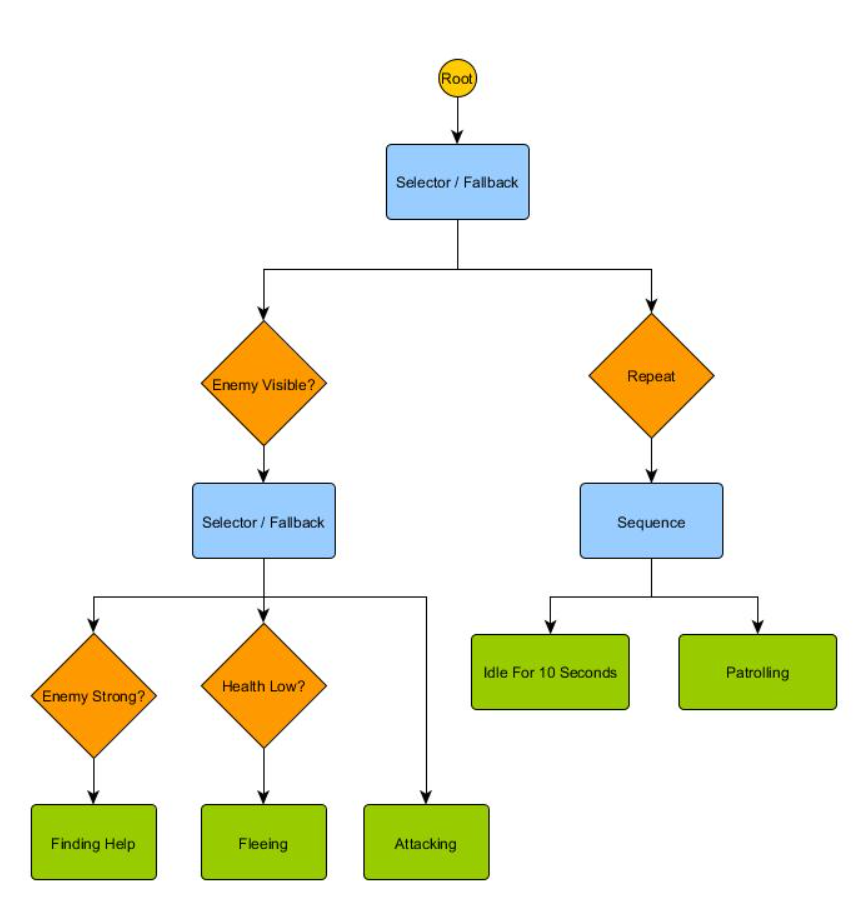 Root
Selector / Fallback
Enemy Visible?
Repeat
Selector / Fallback
Sequence
Enemy Strong?
Health Low?
Idle For 10 Seconds
Patrolling
Finding Help
Fleeing
Attacking